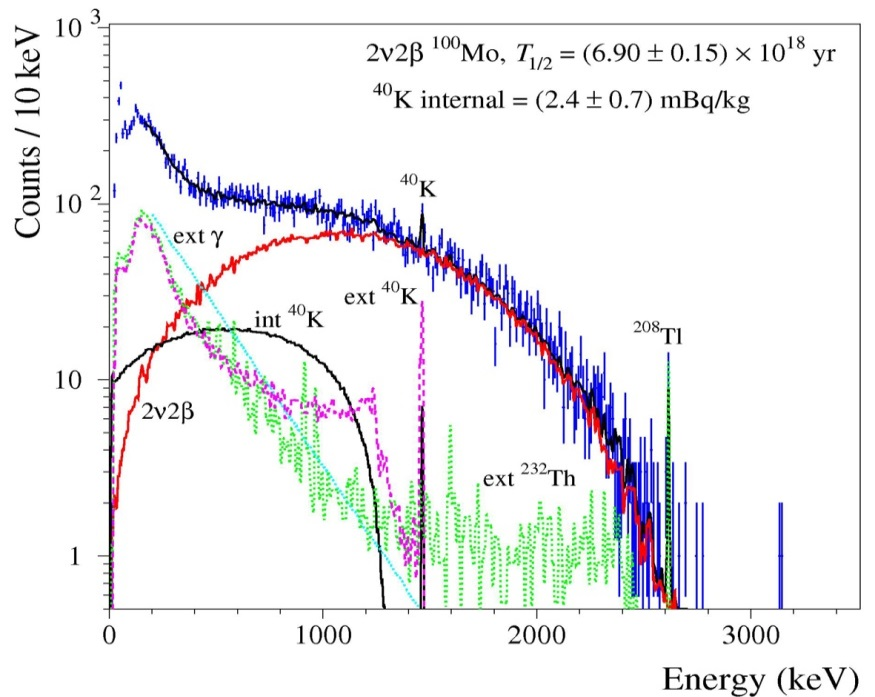 10³
Counts / 10 keV
2ν2β ¹⁰⁰Mo, T₁/₂ = (6.90 ± 0.15) × 10¹⁸ yr
⁴⁰K internal = (2.4 ± 0.7) mBq/kg
10²
⁴⁰K
ext γ
ext ⁴⁰K
int ⁴⁰K
²⁰⁸Tl
10
2ν2β
ext ²³²Th
1
0 1000 2000 3000
Energy (keV)